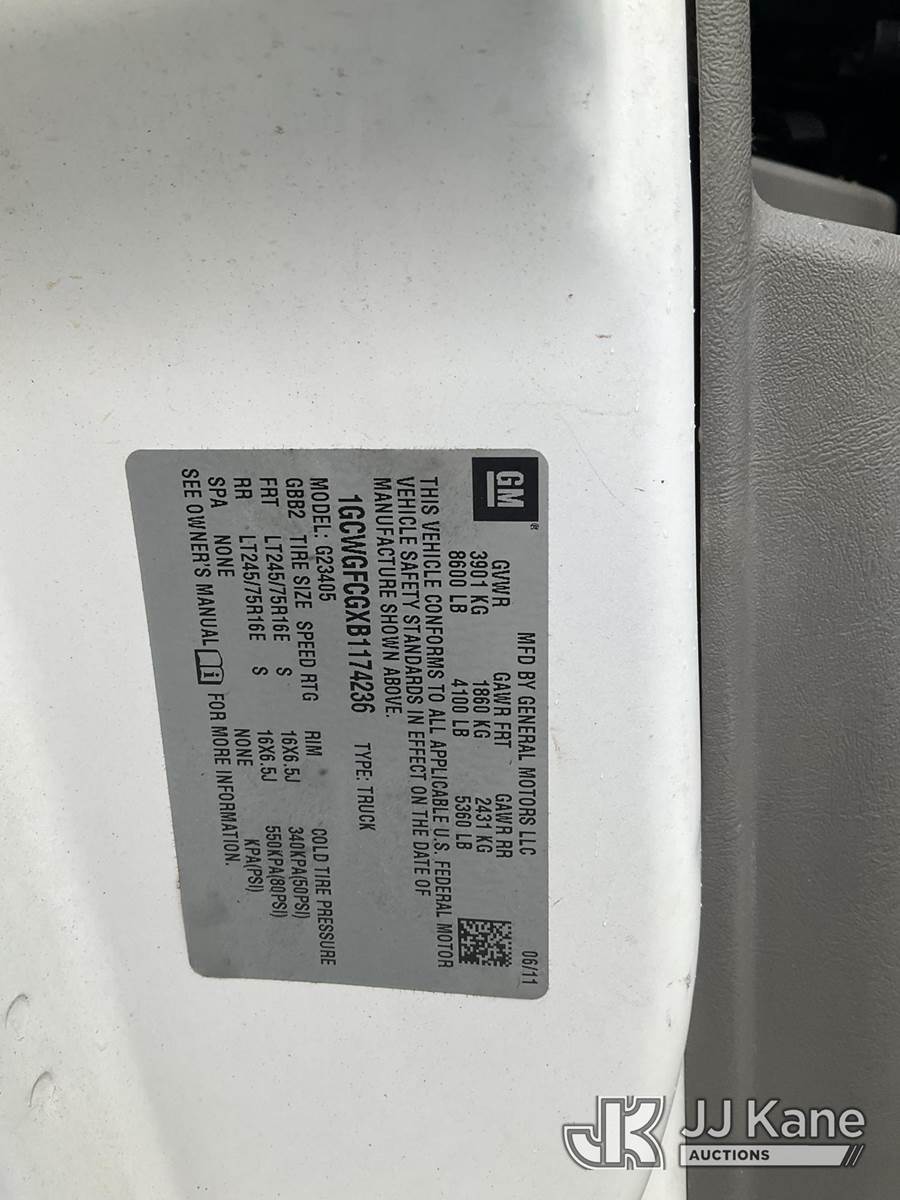 GM ®
MFD BY GENERAL MOTORS LLC 06/11
GVWR GAWR FRT GAWR RR
3901 KG 1860 KG 2431 KG
8600 LB 4100 LB 5360 LB
THIS VEHICLE CONFORMS TO ALL APPLICABLE U.S. FEDERAL MOTOR
VEHICLE SAFETY STANDARDS IN EFFECT ON THE DATE OF
MANUFACTURE SHOWN ABOVE.
1GCWGFCGXB1174236 TYPE: TRUCK
MODEL: G23405
GBB2 TIRE SIZE SPEED RTG RIM COLD TIRE PRESSURE
FRT LT245/75R16E S 16X6.5J 340KPA(50PSI)
RR LT245/75R16E S 16X6.5J 550KPA(80PSI)
SPA NONE NONE KPA(PSI)
SEE OWNER'S MANUAL FOR MORE INFORMATION.
JK JJ Kane
AUCTIONS